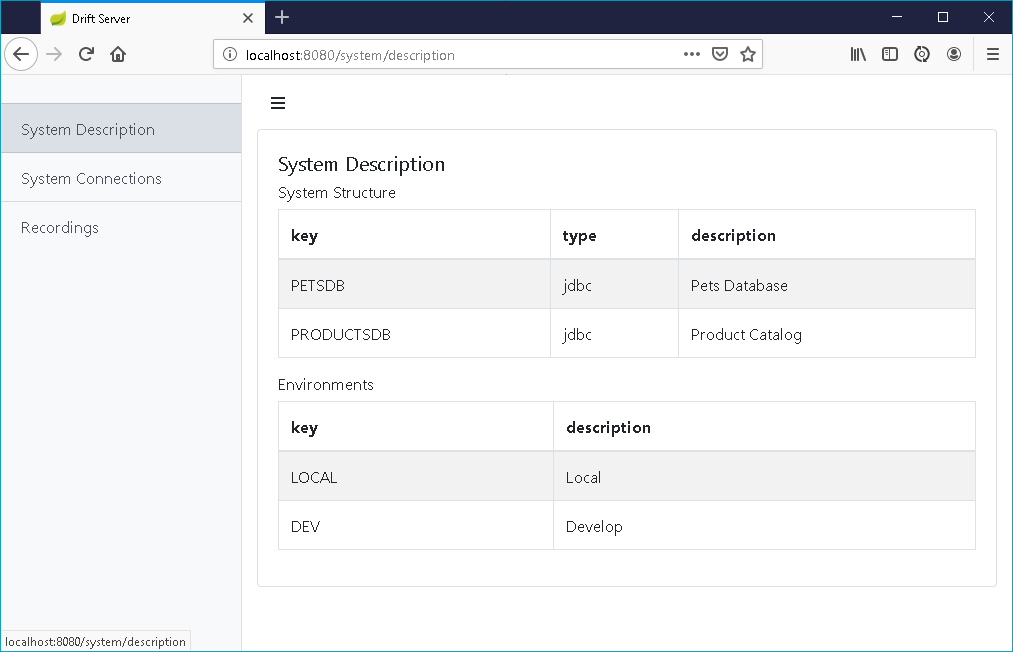 Drift Server
localhost:8080/system/description
System Description
System Connections
Recordings
System Description
System Structure
key type description
PETSDB jdbc Pets Database
PRODUCTSDB jdbc Product Catalog
Environments
key description
LOCAL Local
DEV Develop
localhost:8080/system/description